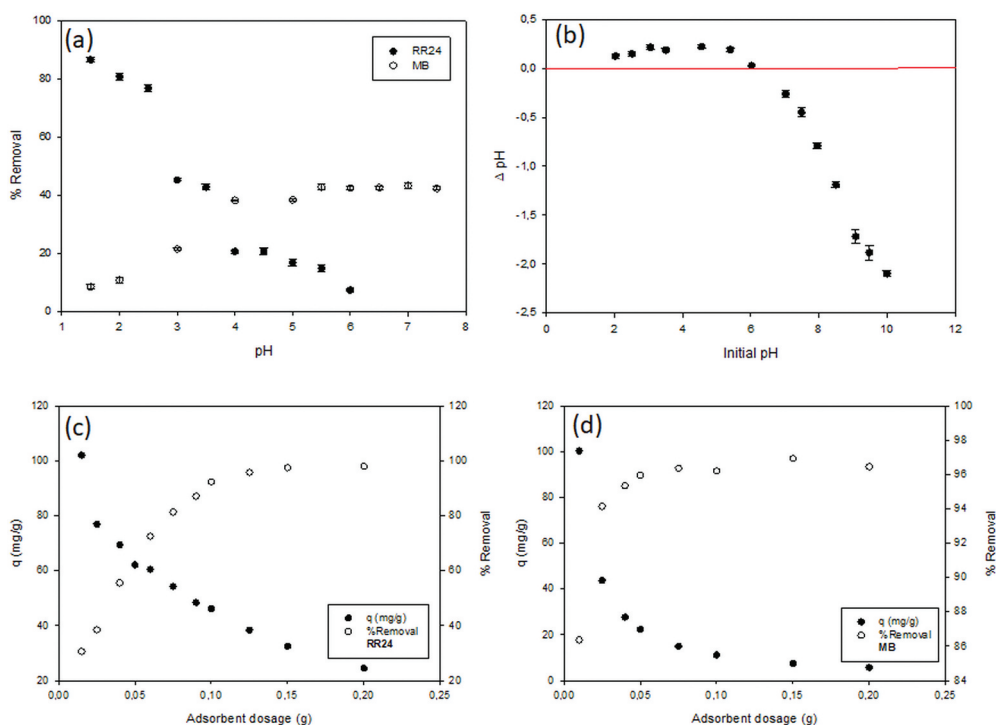 (a)
RR24
MB
100
80
60
40
20
0
% Removal
1 2 3 4 5 6 7 8
pH
(b)
0,5
0,0
-0,5
-1,0
-1,5
-2,0
-2,5
Δ pH
0 2 4 6 8 10 12
Initial pH
(c)
120
100
80
60
40
20
q (mg/g)
120
100
80
60
40
20
% Removal
q (mg/g)
%Removal
RR24
0,00 0,05 0,10 0,15 0,20 0,25
Adsorbent dosage (g)
(d)
120
100
80
60
40
20
0
q (mg/g)
100
98
96
94
92
90
88
86
84
% Removal
q (mg/g)
%Removal
MB
0,00 0,05 0,10 0,15 0,20 0,25
Adsorbent dosage (g)